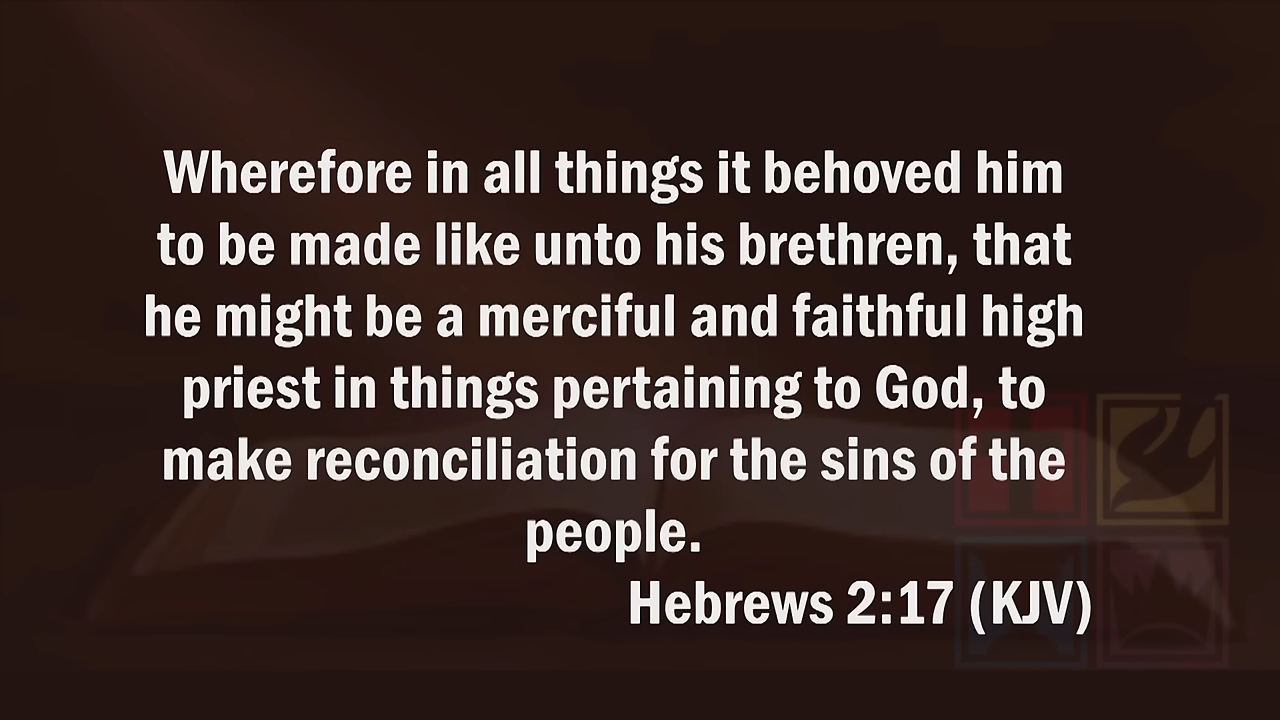 Wherefore in all things it behoved him
to be made like unto his brethren, that
he might be a merciful and faithful high
priest in things pertaining to God, to
make reconciliation for the sins of the
people.
Hebrews 2:17 (KJV)